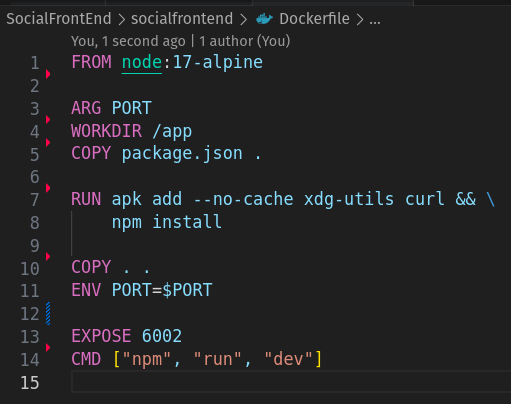 SocialFrontEnd > socialfrontend > Dockerfile > ...
You, 1 second ago | 1 author (You)
1 FROM node:17-alpine
2
3 ARG PORT
4 WORKDIR /app
5 COPY package.json .
6
7 RUN apk add --no-cache xdg-utils curl && \
8     npm install
9
10 COPY . .
11 ENV PORT=$PORT
12
13 EXPOSE 6002
14 CMD ["npm", "run", "dev"]
15